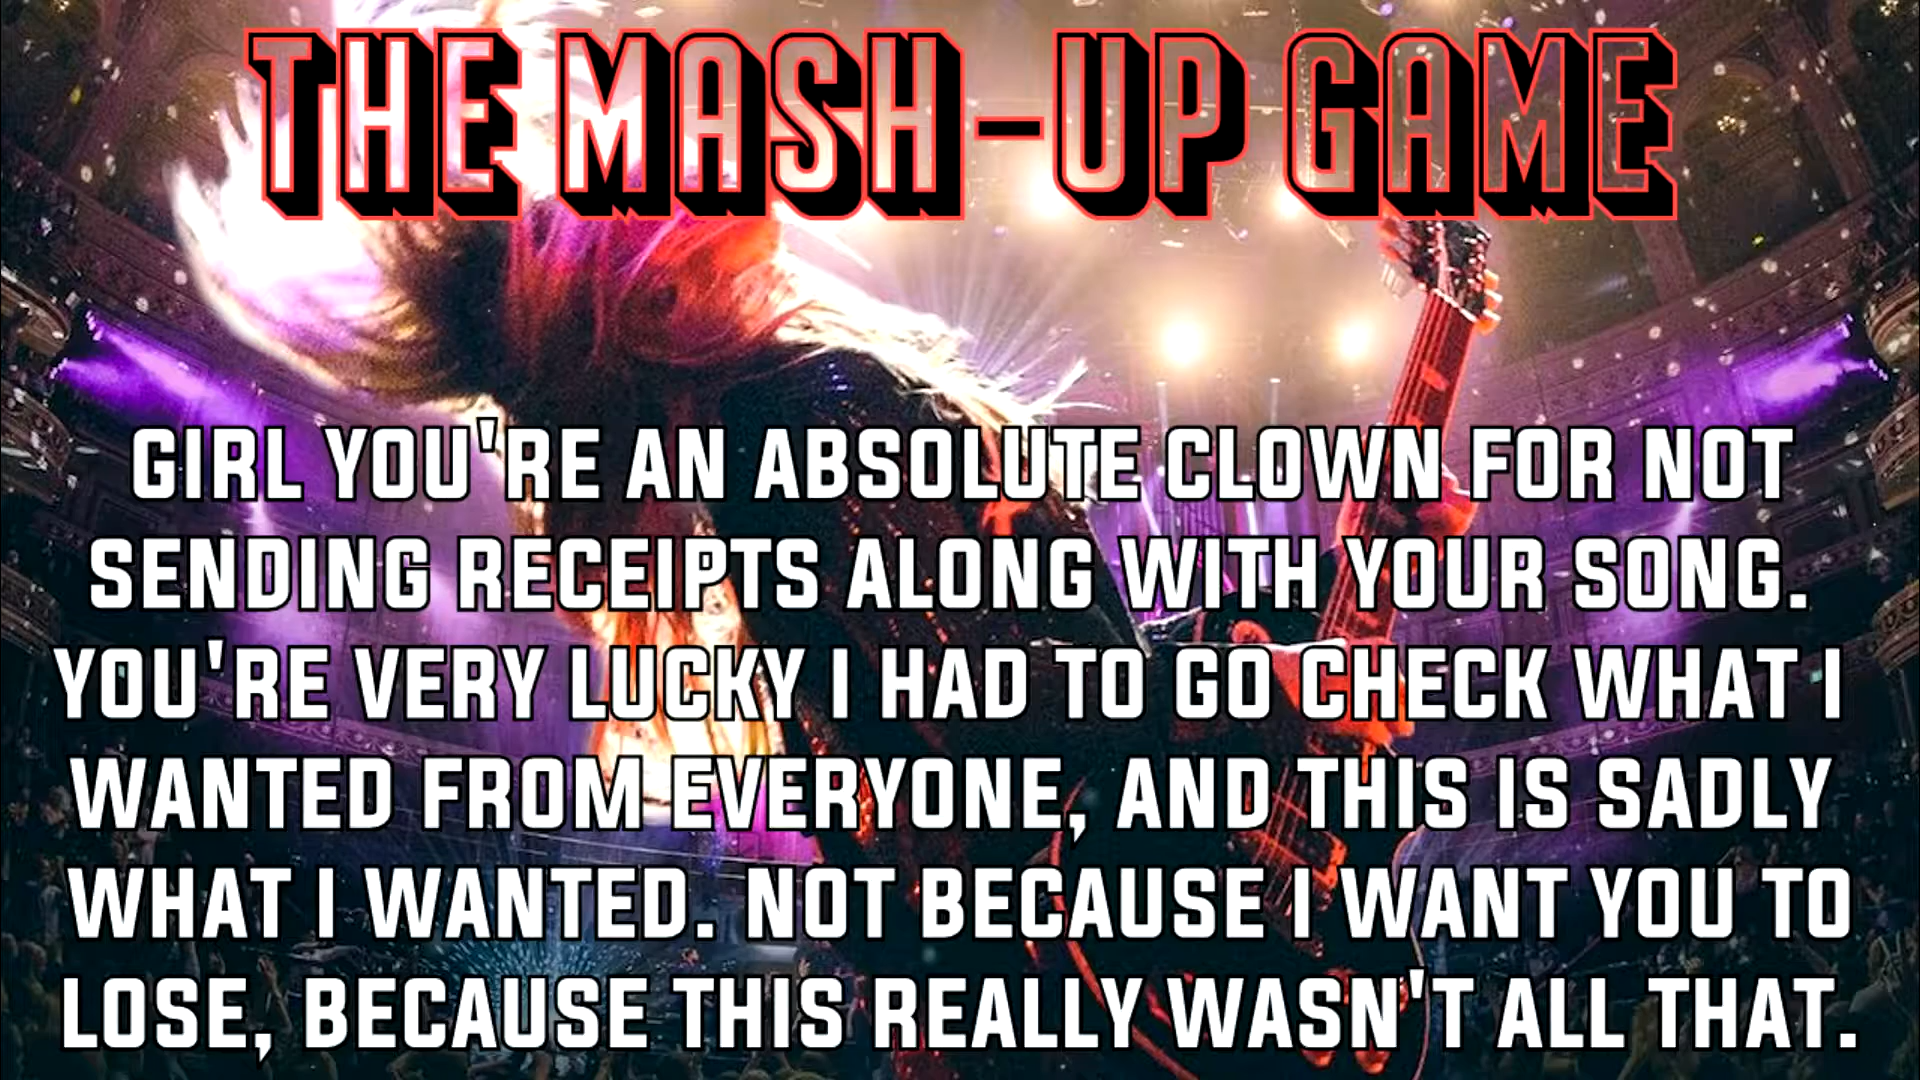 THE MASH-UP GAME
GIRL YOU'RE AN ABSOLUTE CLOWN FOR NOT
SENDING RECEIPTS ALONG WITH YOUR SONG.
YOU'RE VERY LUCKY I HAD TO GO CHECK WHAT I
WANTED FROM EVERYONE, AND THIS IS SADLY
WHAT I WANTED. NOT BECAUSE I WANT YOU TO
LOSE, BECAUSE THIS REALLY WASN'T ALL THAT.